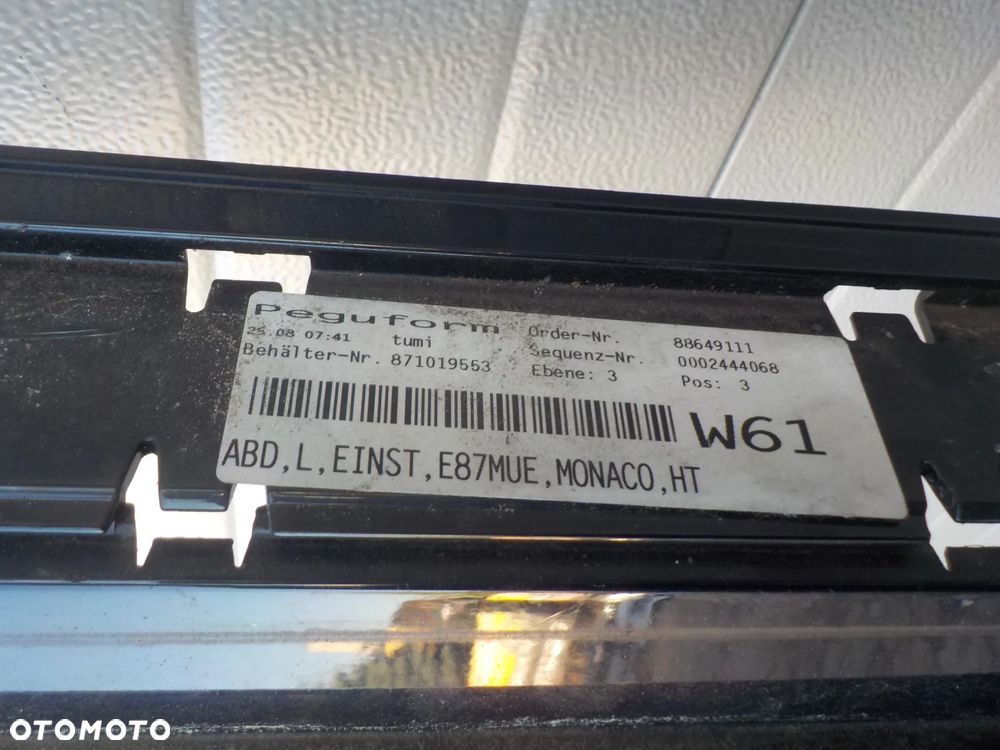 Peguform
25.08 07:41 tumi
Behälter-Nr. 871019553
Order-Nr. 88649111
Sequenz-Nr. 0002444068
Ebene: 3 Pos: 3
W61
ABD,L,EINST,E87MUE,MONACO,HT
OTOMOTO